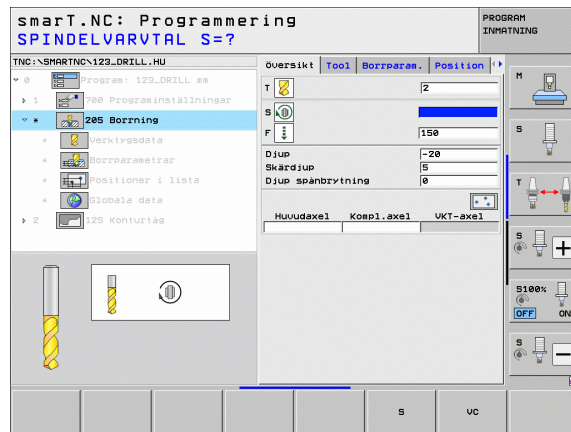 smarT.NC: Programmering
SPINDELVARVTAL S=?
PROGRAM
INMATNING
TNC:\SMARTNC\123_DRILL.HU
0 Program: 123_DRILL mm
1 700 Programinställningar
* 205 Borrning
* Verktygsdata
* Borrparametrar
* Positioner i lista
* Globala data
2 125 Konturtåg
Översikt Tool Borrparam. Position
T 2
S
F 150
Djup -20
Skärdjup 5
Djup spånbrytning 0
Huvudaxel Kompl.axel VKT-axel
M
S
T
S
S100%
OFF ON
S
S VC